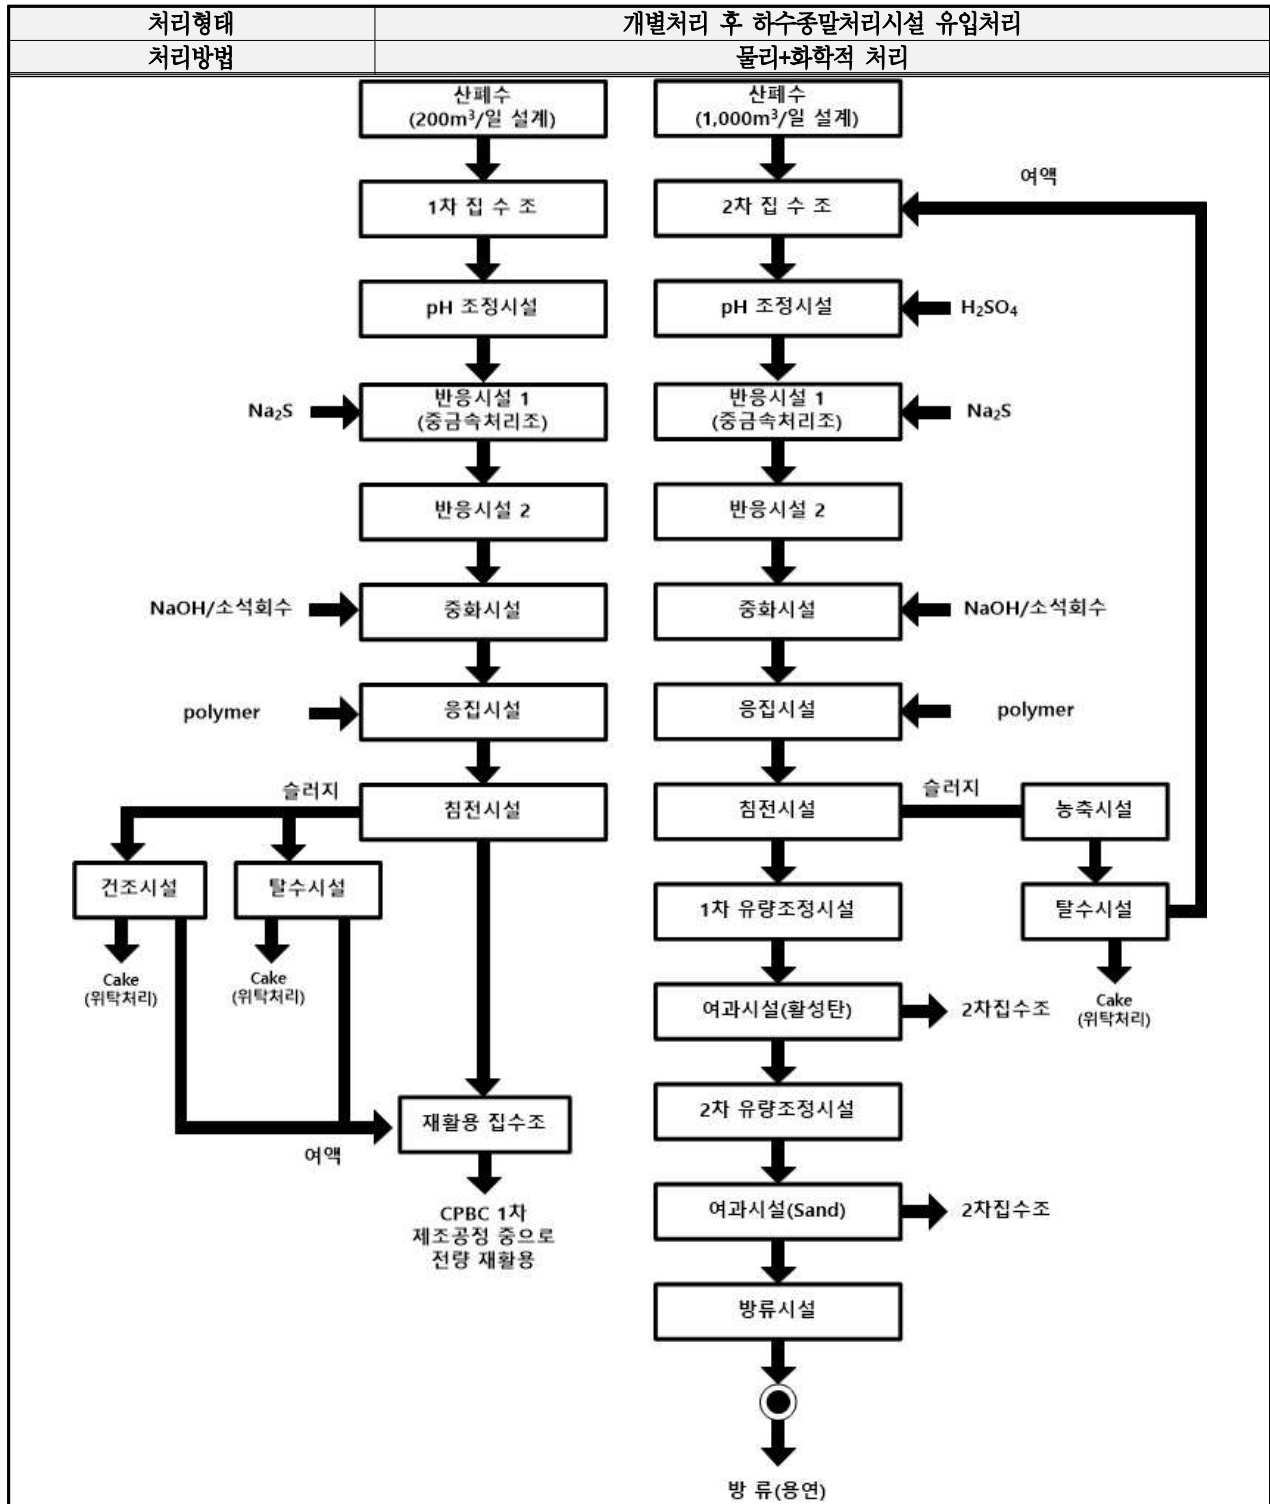 처리형태
개별처리 후 하수종말처리시설 유입처리
처리방법
물리+화학적 처리
산폐수
(200m³/일 설계)
1차 집 수 조
pH 조정시설
Na₂S
반응시설 1
(중금속처리조)
반응시설 2
NaOH/소석회수
중화시설
polymer
응집시설
슬러지
침전시설
건조시설
탈수시설
Cake
(위탁처리)
Cake
(위탁처리)
여액
재활용 집수조
CPBC 1차
제조공정 중으로
전량 재활용
산폐수
(1,000m³/일 설계)
여액
2차 집 수 조
pH 조정시설
H₂SO₄
반응시설 1
(중금속처리조)
Na₂S
반응시설 2
중화시설
NaOH/소석회수
응집시설
polymer
침전시설
슬러지
농축시설
탈수시설
Cake
(위탁처리)
1차 유량조정시설
여과시설(활성탄)
2차집수조
2차 유량조정시설
여과시설(Sand)
2차집수조
방류시설
방 류(용연)